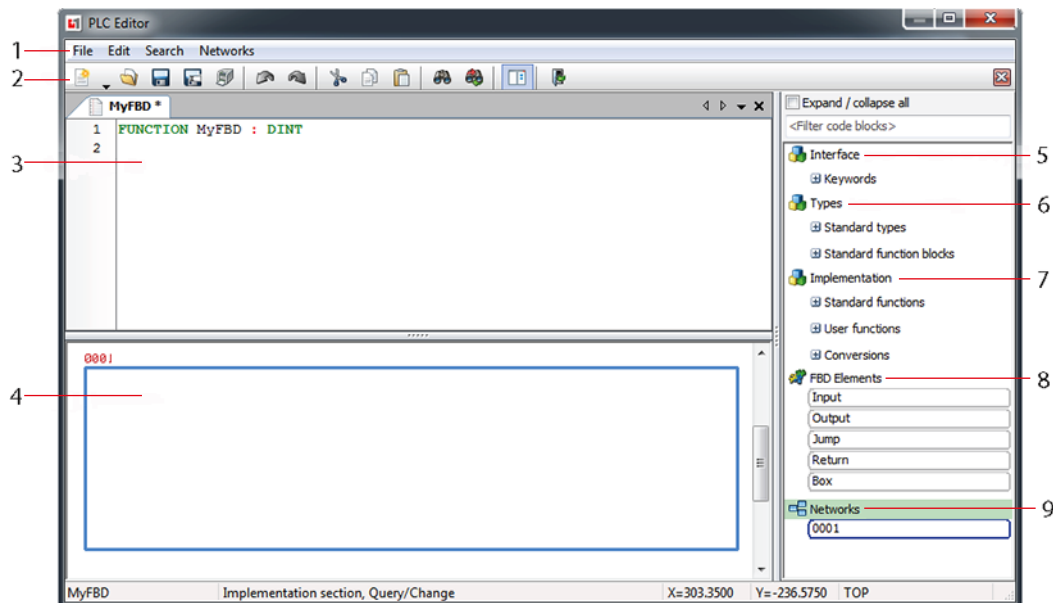 PLC Editor
1
File Edit Search Networks
2
MyFBD *
Expand / collapse all
<Filter code blocks>
1 FUNCTION MyFBD : DINT
2
3
Interface
5
Keywords
Types
6
Standard types
Standard function blocks
Implementation
7
Standard functions
User functions
Conversions
0001
4
FBD Elements
8
Input
Output
Jump
Return
Box
Networks
9
0001
MyFBD Implementation section, Query/Change X=303.3500 Y=-236.5750 TOP